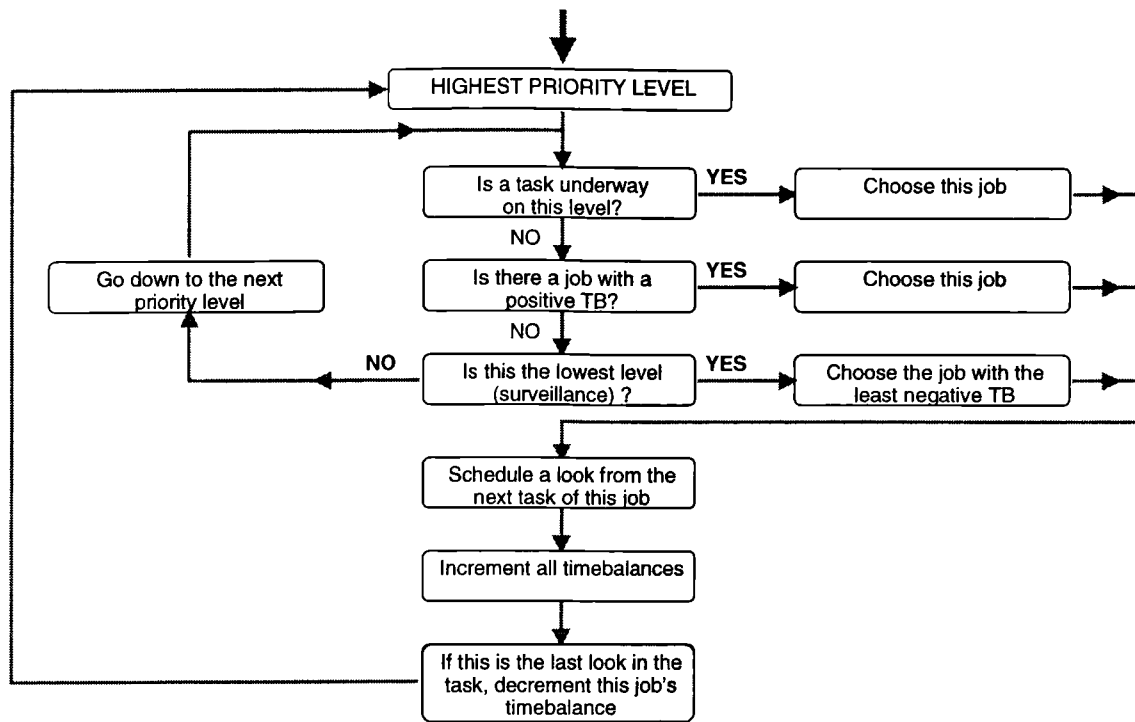 HIGHEST PRIORITY LEVEL
Is a task underway
on this level?
YES
Choose this job
NO
Go down to the next
priority level
Is there a job with a
positive TB?
YES
Choose this job
NO
NO
Is this the lowest level
(surveillance) ?
YES
Choose the job with the
least negative TB
Schedule a look from the
next task of this job
Increment all timebalances
If this is the last look in the
task, decrement this job's
timebalance